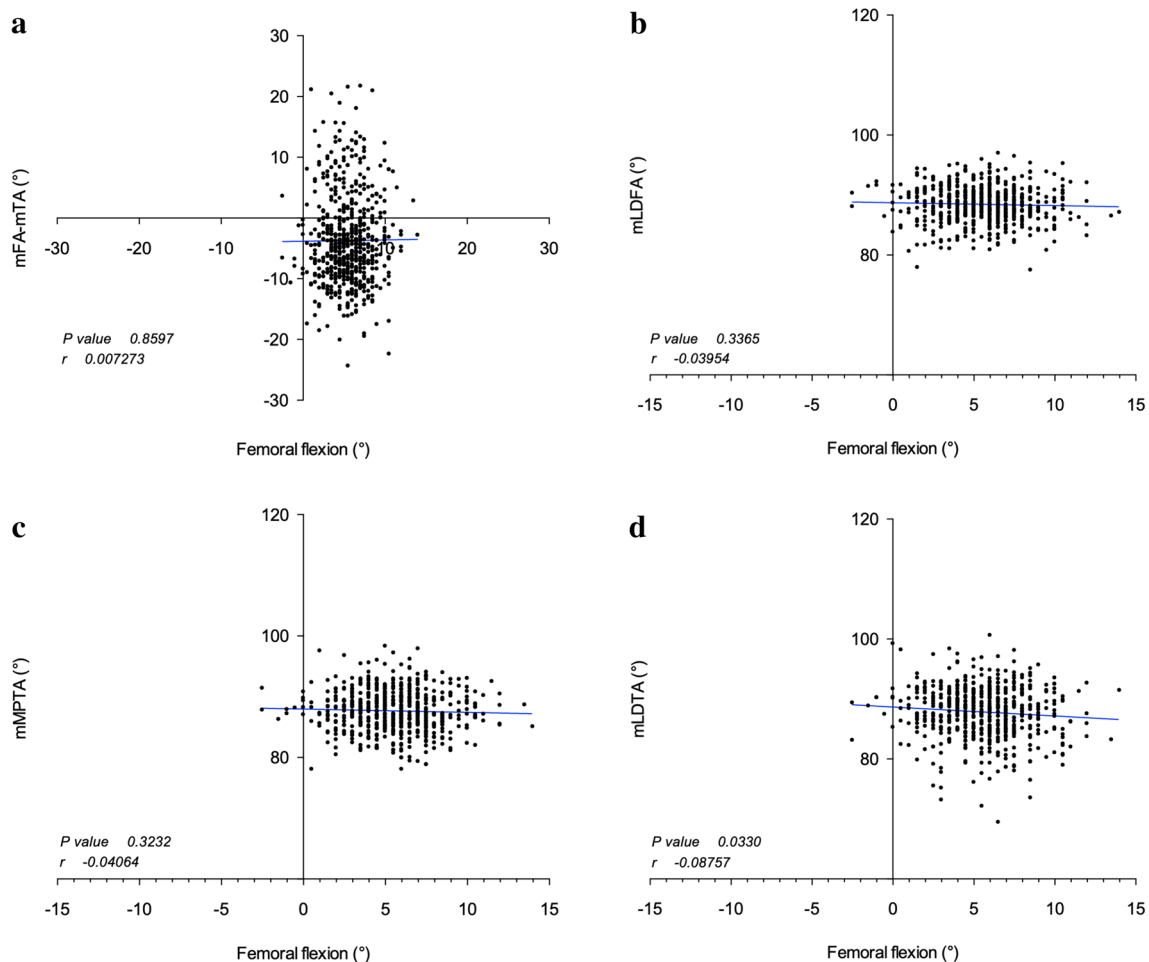 a
30
20
10
-30
-20
-10
10
20
30
-10
-20
-30
mFA-mTA (°)
P value 0.8597
r 0.007273
Femoral flexion (°)
b
120
100
80
mLDFA (°)
P value 0.3365
r -0.03954
-15
-10
-5
0
5
10
15
Femoral flexion (°)
c
120
100
80
mMPTA (°)
P value 0.3232
r -0.04064
-15
-10
-5
0
5
10
15
Femoral flexion (°)
d
120
100
80
mLDTA (°)
P value 0.0330
r -0.08757
-15
-10
-5
0
5
10
15
Femoral flexion (°)